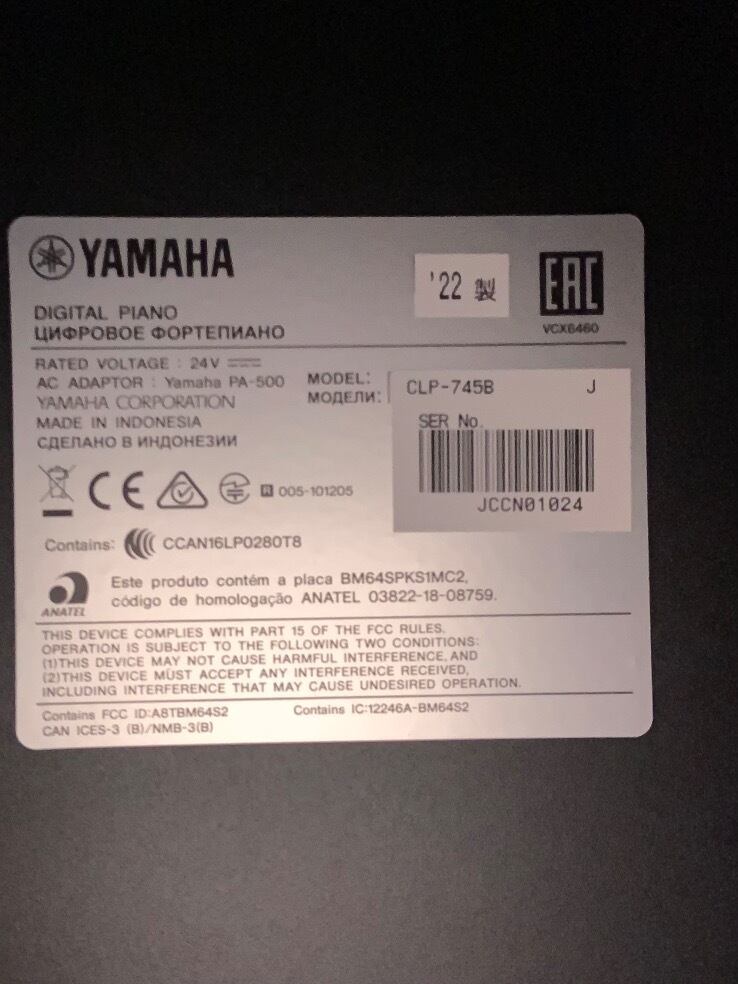 YAMAHA
'22 製
EAC
VCX6460
DIGITAL PIANO
ЦИФРОВОЕ ФОРТЕПИАНО
RATED VOLTAGE : 24V
AC ADAPTOR : Yamaha PA-500
YAMAHA CORPORATION
MADE IN INDONESIA
СДЕЛАНО В ИНДОНЕЗИИ
MODEL:
МОДЕЛИ:
CLP-745B J
SER No.
JCCN01024
CE
R 005-101205
Contains: CCAN16LP0280T8
ANATEL
Este produto contém a placa BM64SPKS1MC2,
código de homologação ANATEL 03822-18-08759.
THIS DEVICE COMPLIES WITH PART 15 OF THE FCC RULES.
OPERATION IS SUBJECT TO THE FOLLOWING TWO CONDITIONS:
(1)THIS DEVICE MAY NOT CAUSE HARMFUL INTERFERENCE, AND
(2)THIS DEVICE MUST ACCEPT ANY INTERFERENCE RECEIVED,
INCLUDING INTERFERENCE THAT MAY CAUSE UNDESIRED OPERATION.
Contains FCC ID:A8TBM64S2 Contains IC:12246A-BM64S2
CAN ICES-3 (B)/NMB-3(B)